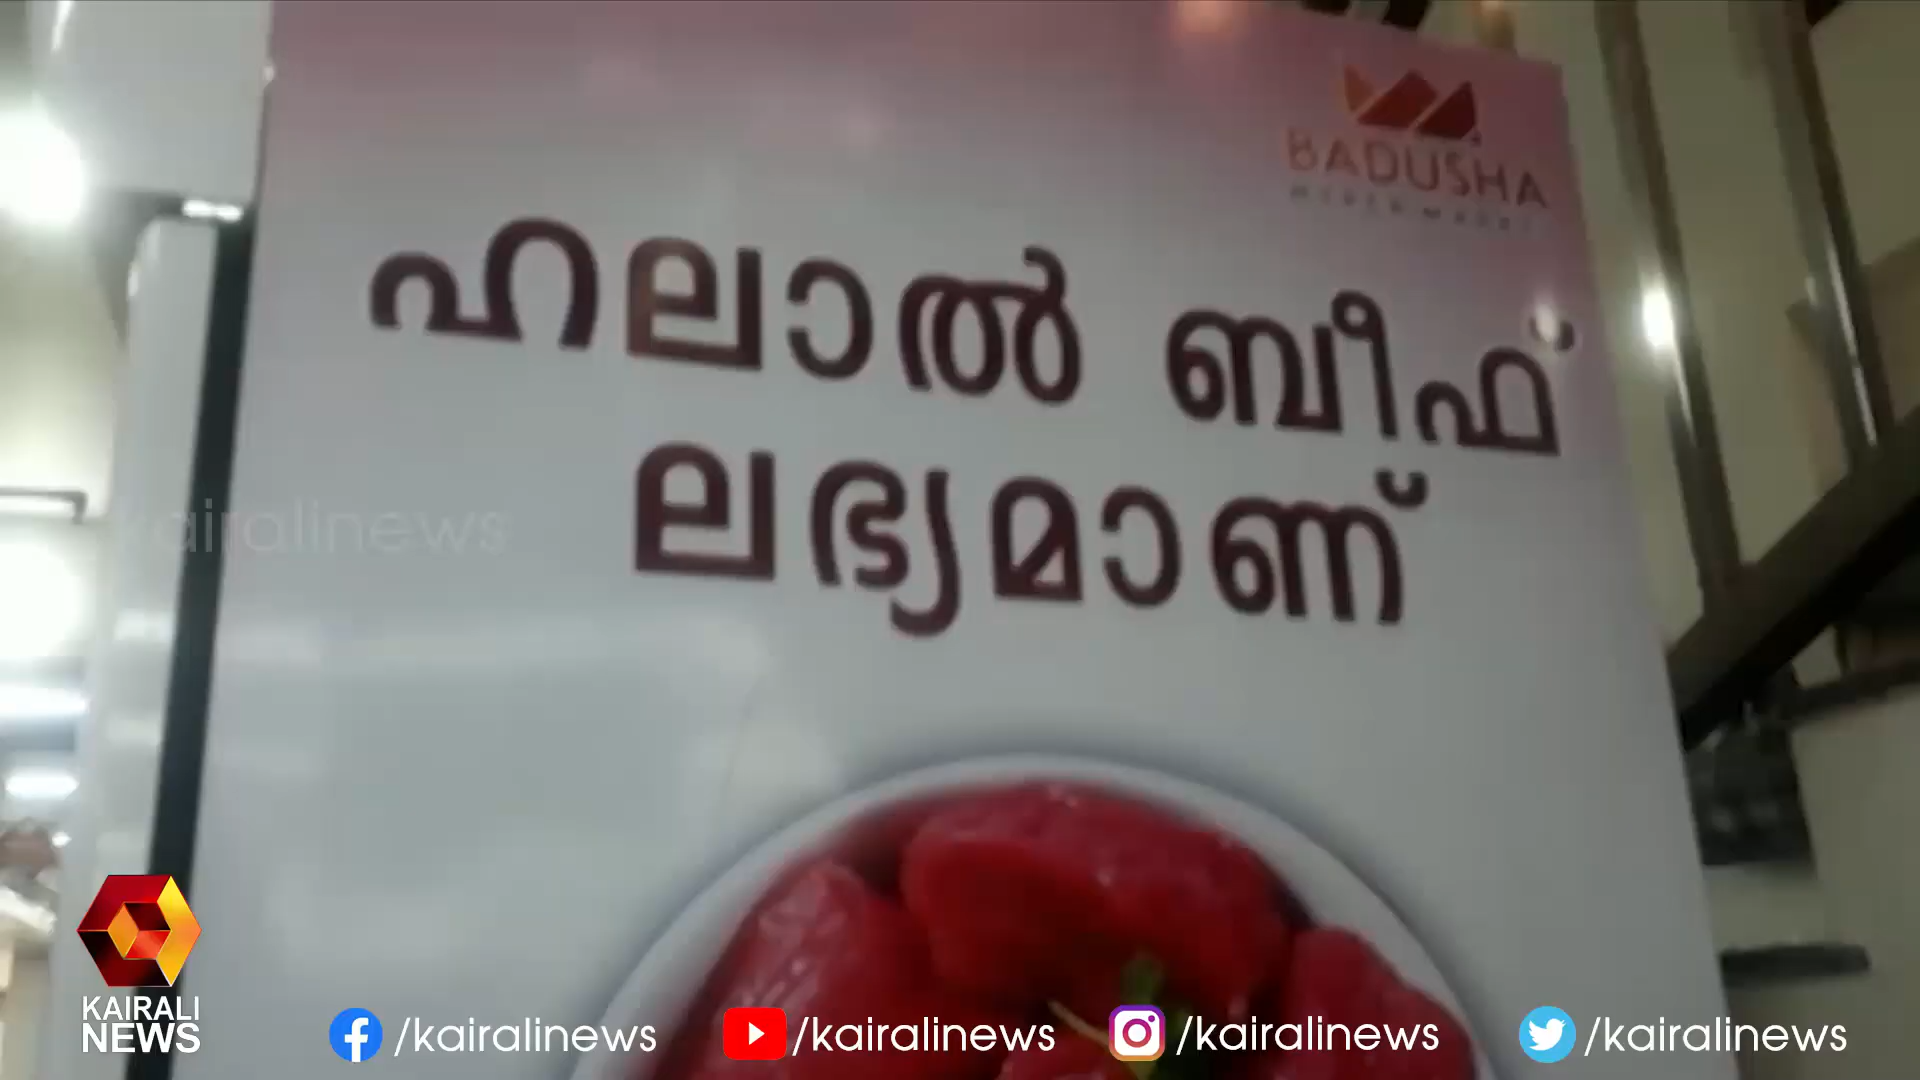 BADUSHA
ഹലാൽ ബീഫ്
ലഭ്യമാണ്
kairalinews
KAIRALI
NEWS
/kairalinews /kairalinews /kairalinews /kairalinews